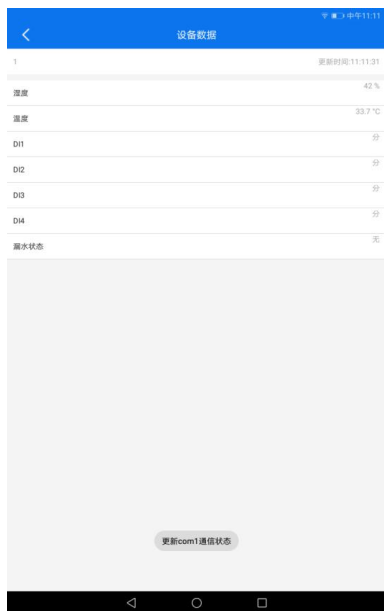 中午11:11
设备数据
1 更新时间:11:11:31
湿度 42 %
温度 33.7 °C
DI1 分
DI2 分
DI3 分
DI4 分
漏水状态 无
更新com1通信状态